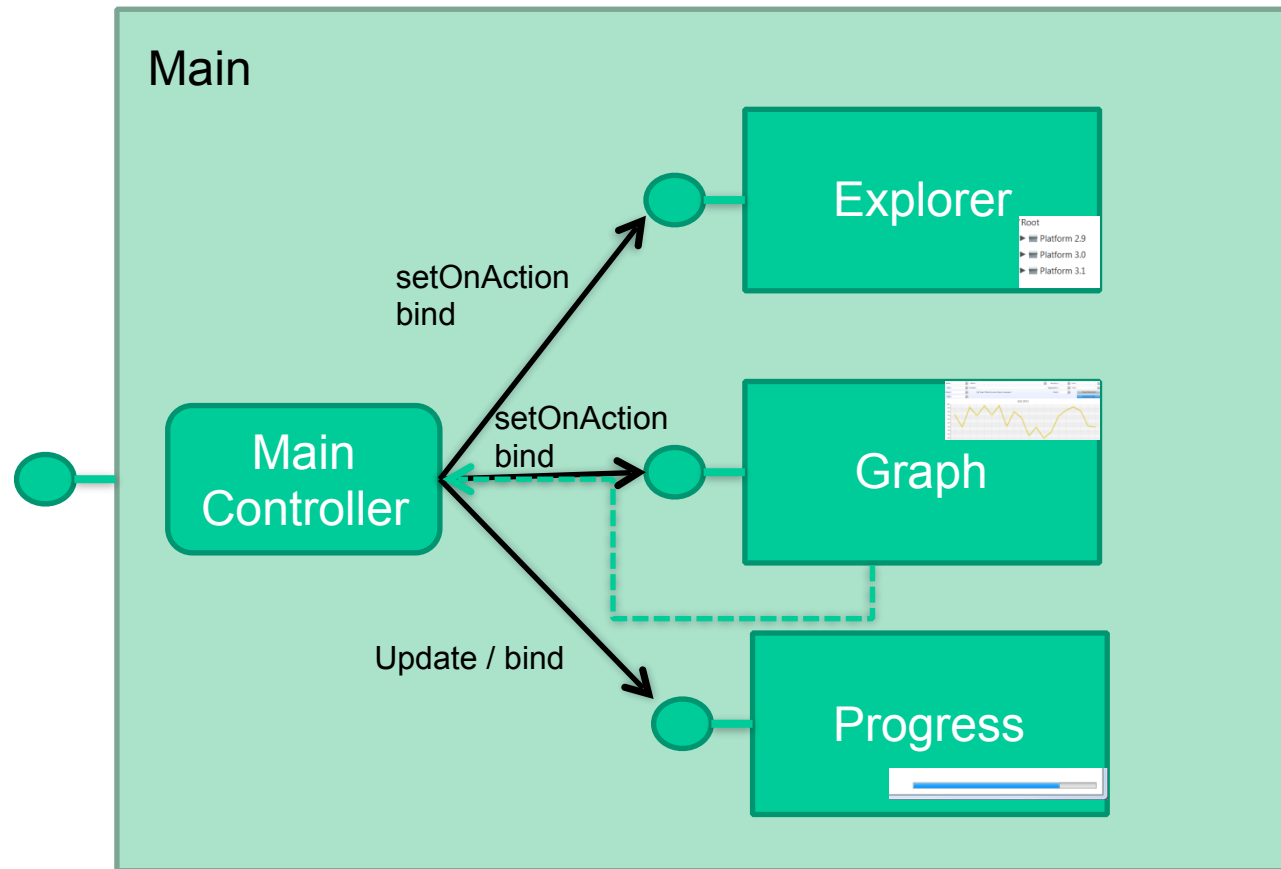 Main
Explorer
Root
Platform 2.9
Platform 3.0
Platform 3.1
setOnAction
bind
setOnAction
bind
Main
Controller
Graph
Update / bind
Progress